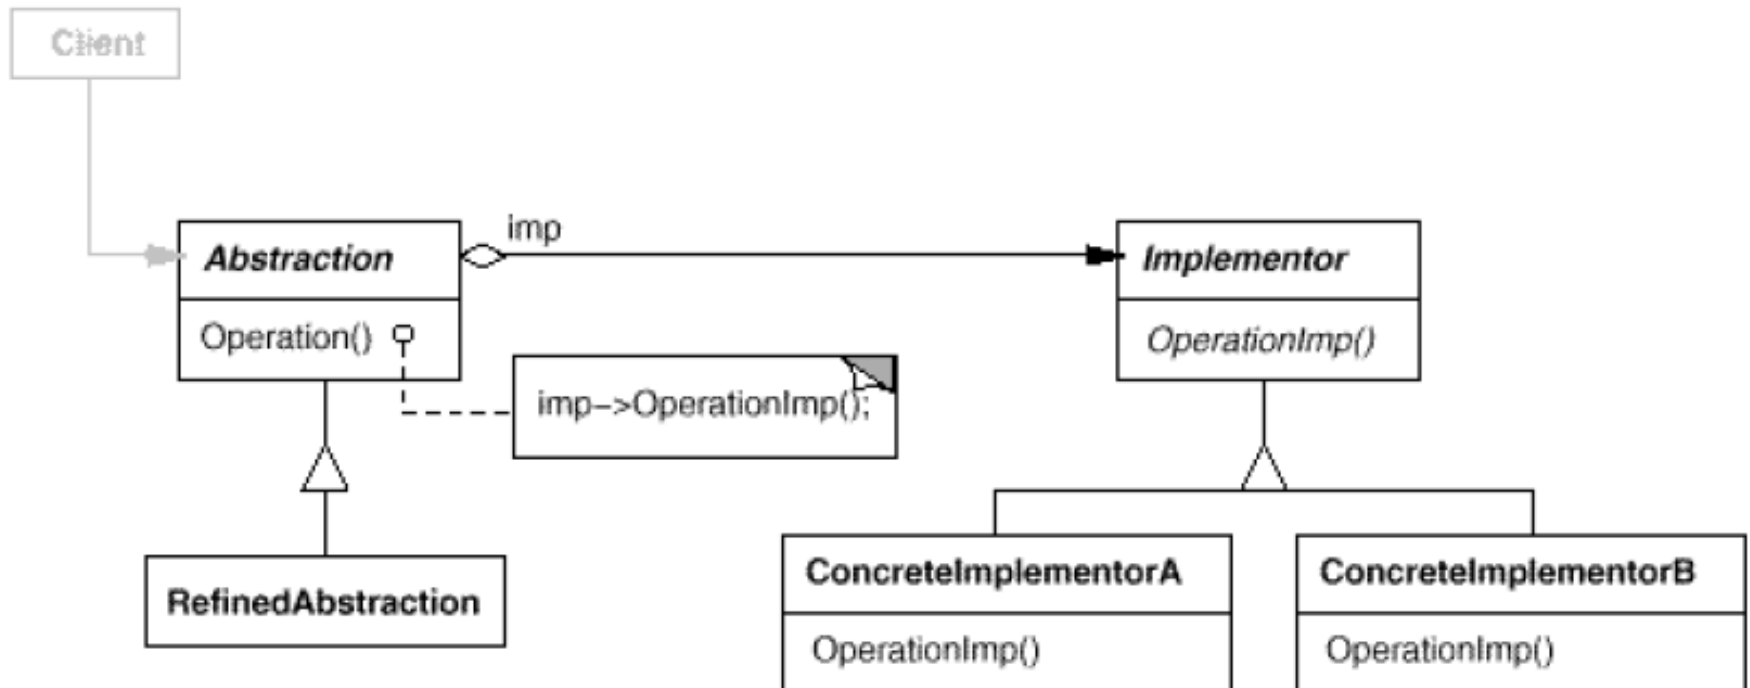 Client
imp
Abstraction
Operation()
imp->OperationImp();
Implementor
OperationImp()
RefinedAbstraction
ConcreteImplementorA
OperationImp()
ConcreteImplementorB
OperationImp()